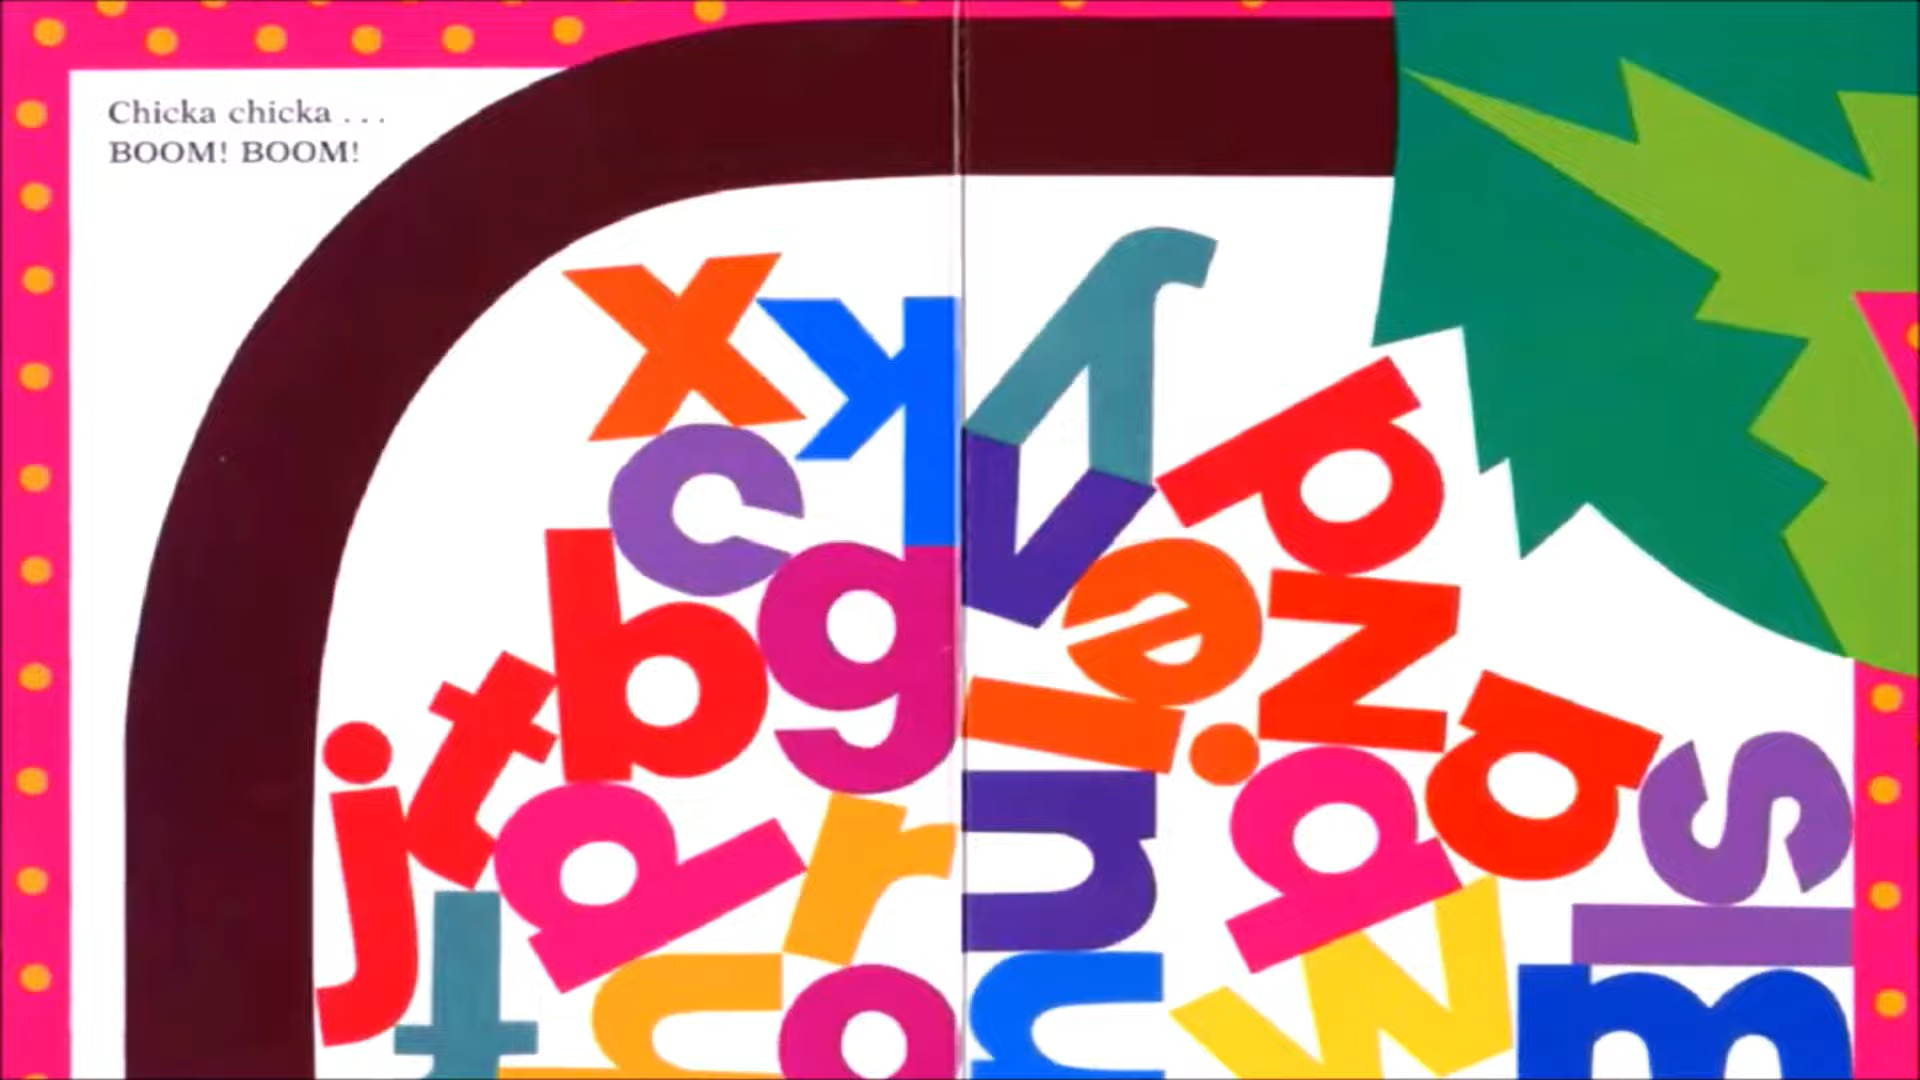 Chicka chicka . . .
BOOM! BOOM!
x k y
c v d
b g e z
j t l i a s
d r u p
f h o n w l m